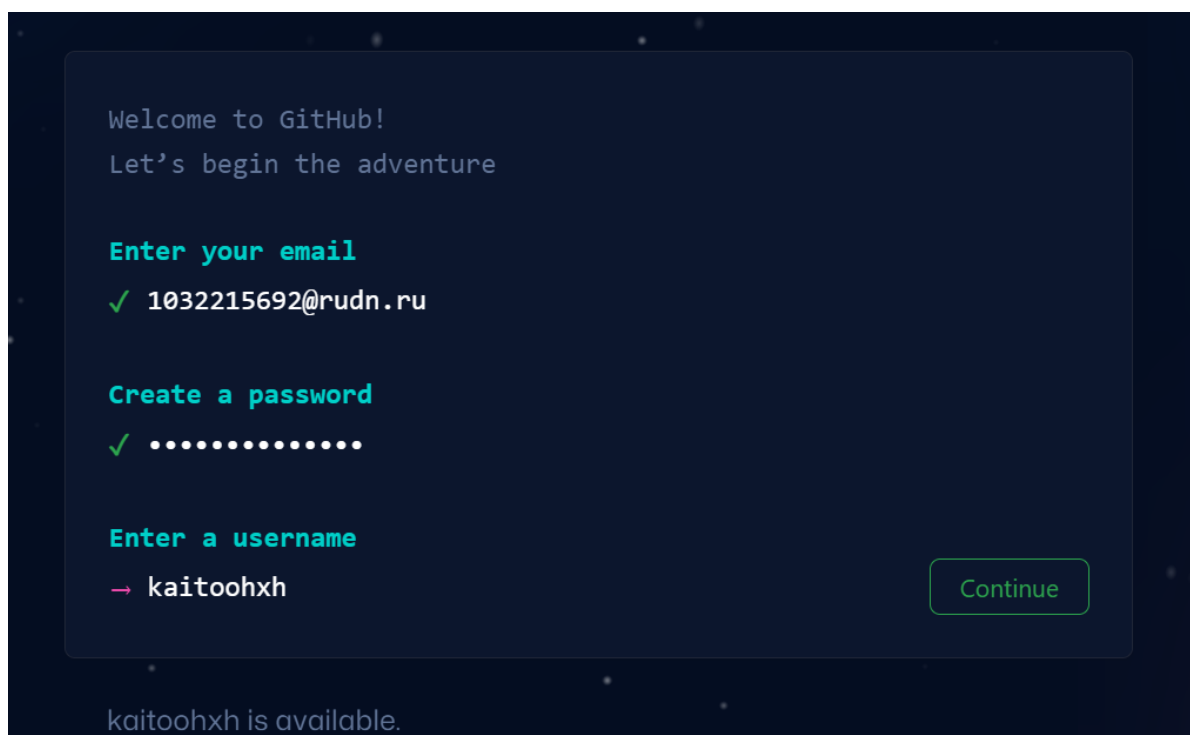 Welcome to GitHub!
Let’s begin the adventure
Enter your email
✓ 1032215692@rudn.ru
Create a password
✓ ••••••••••••••
Enter a username
→ kaitoohxh
Continue
kaitoohxh is available.